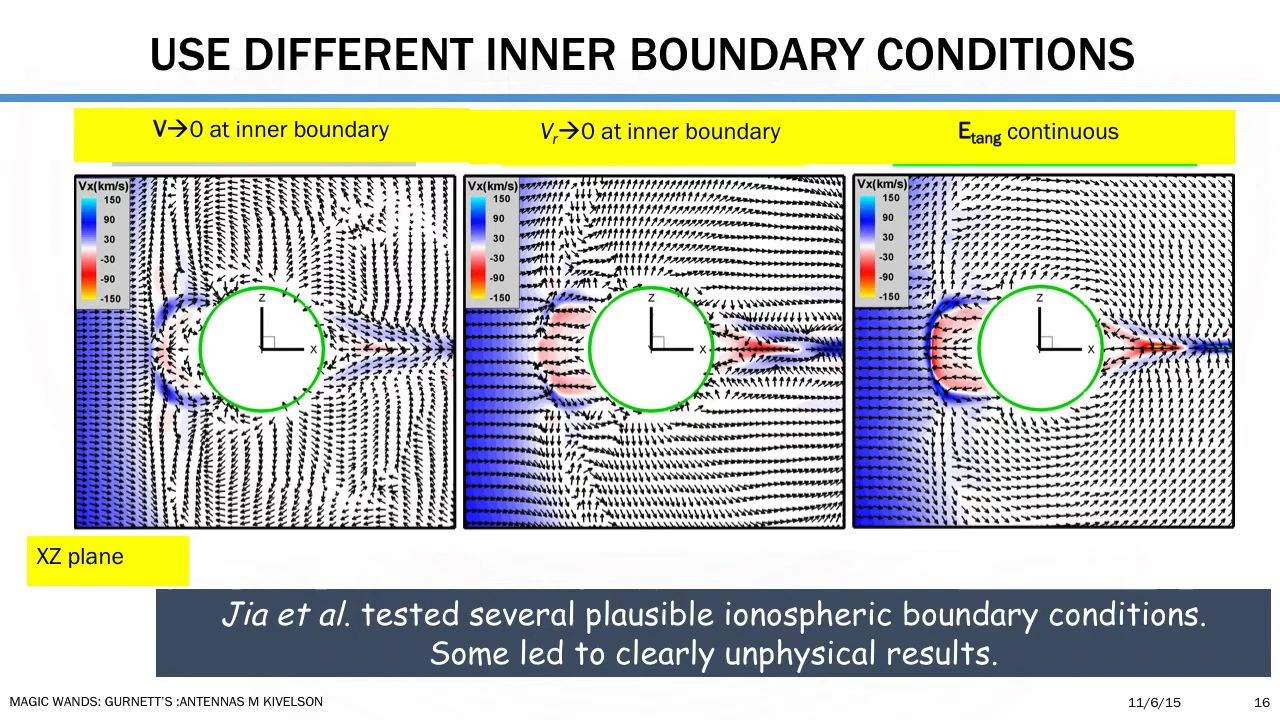 USE DIFFERENT INNER BOUNDARY CONDITIONS
V→0 at inner boundary
Vr→0 at inner boundary
Etang continuous
Vx(km/s)
150
90
30
-30
-90
-150
Z
X
Vx(km/s)
150
90
30
-30
-90
-150
Z
X
Vx(km/s)
150
90
30
-30
-90
-150
Z
X
XZ plane
Jia et al. tested several plausible ionospheric boundary conditions.
Some led to clearly unphysical results.
MAGIC WANDS: GURNETT'S :ANTENNAS M KIVELSON
11/6/15
16